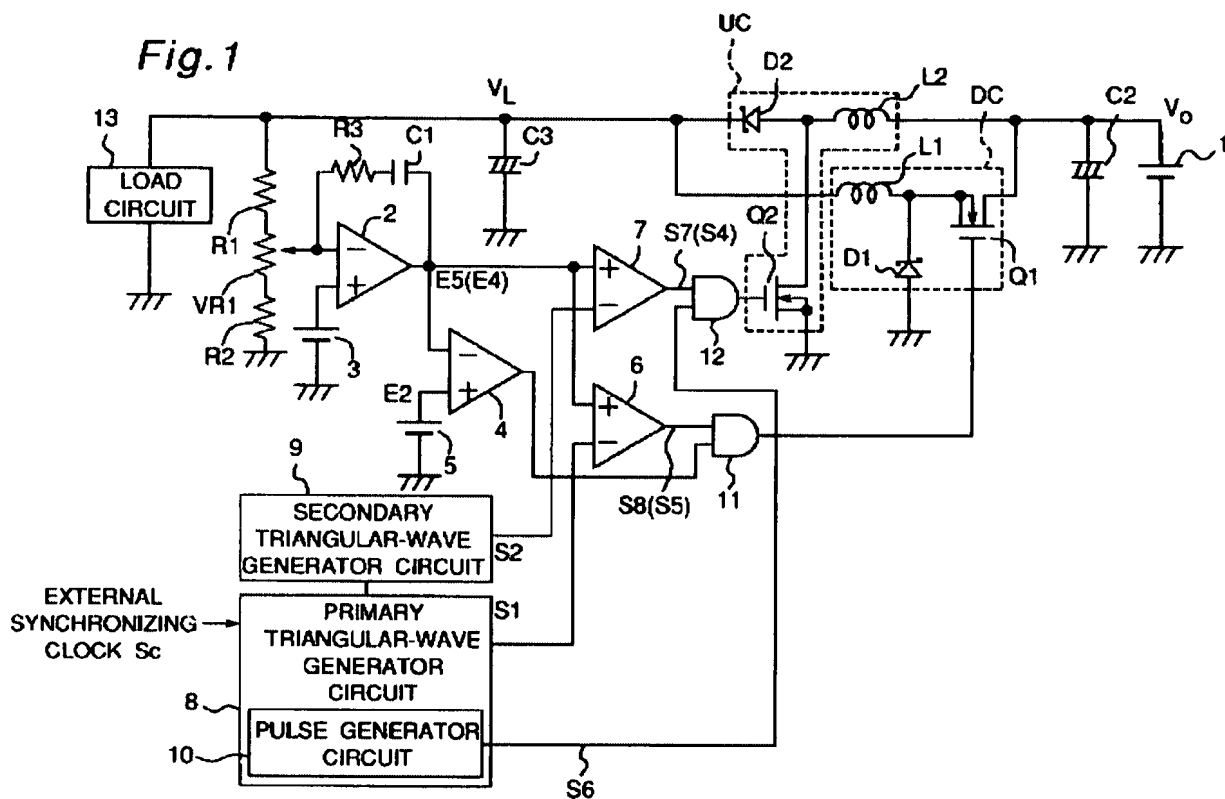 Fig.1
UC
D2
L2
DC
C2
Vo
1
VL
13
R3
C1
C3
L1
LOAD
CIRCUIT
2
7
S7(S4)
Q2
R1
D1
Q1
E5(E4)
VR1
12
R2
3
6
E2
4
5
9
11
S8(S5)
SECONDARY
TRIANGULAR-WAVE
GENERATOR CIRCUIT
S2
EXTERNAL
SYNCHRONIZING
CLOCK Sc
S1
PRIMARY
TRIANGULAR-WAVE
GENERATOR
CIRCUIT
8
PULSE GENERATOR
CIRCUIT
10
S6